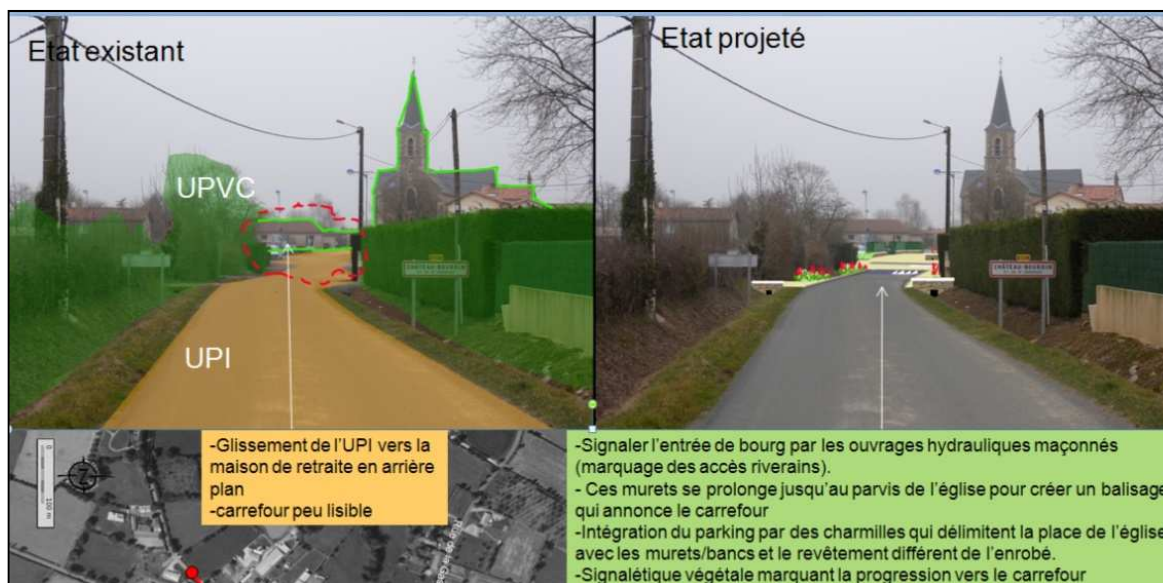 Etat existant
UPVC
UPI
CHÂTEAU-GUIBERT
Etat projeté
-Glissement de l'UPI vers la
maison de retraite en arrière
plan
-carrefour peu lisible
0
100 m
-Signaler l'entrée de bourg par les ouvrages hydrauliques maçonnés
(marquage des accès riverains).
- Ces murets se prolonge jusqu'au parvis de l'église pour créer un balisage
qui annonce le carrefour
-Intégration du parking par des charmilles qui délimitent la place de l'église
avec les murets/bancs et le revêtement différent de l'enrobé.
-Signalétique végétale marquant la progression vers le carrefour